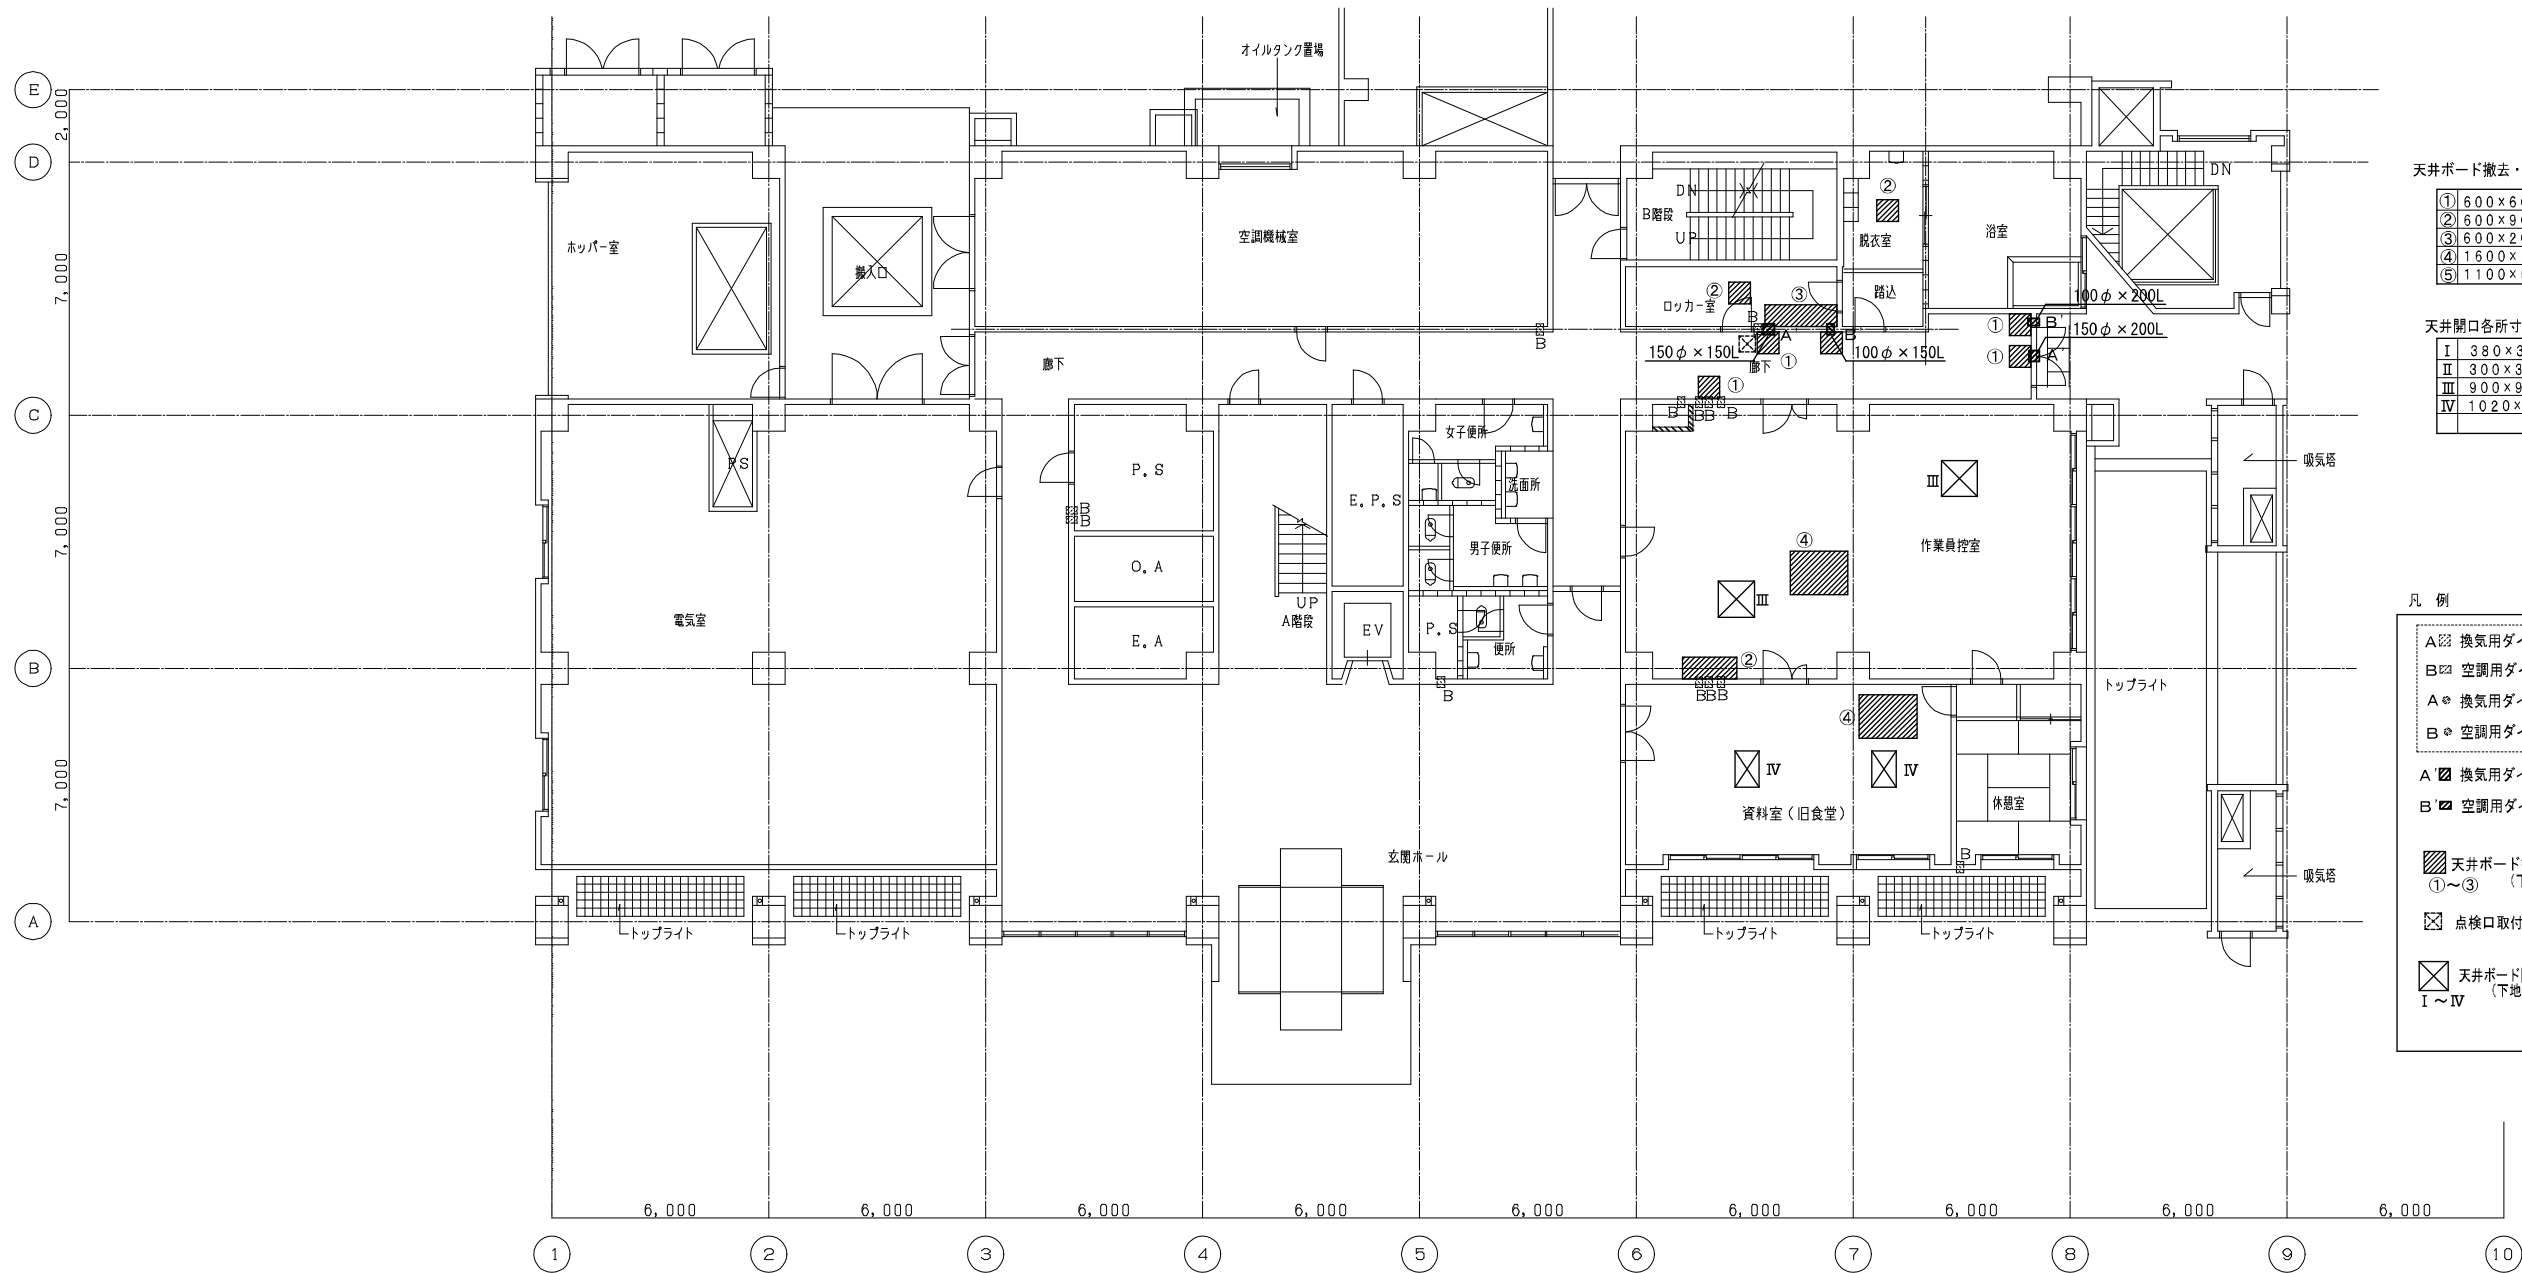 オイルタンク置場
E
2,000
D
天井ボード撤去・
DN
DN
②
① 600×6
② 600×9
③ 600×2
④ 1600×
⑤ 1100×
B階段
UP
脱衣室
浴室
ホッパー室
空調機械室
搬入口
7,000
②
③
踏込
ロッカー室
100φ×200L
B
A'
B'
① B'
150φ×200L
天井開口各所寸
B
150φ×150L
①
100φ×150L
① A'
廊下
廊下
Ⅰ 380×3
Ⅱ 300×3
Ⅲ 900×9
Ⅳ 1020×
①
B
B
B
B
C
女子便所
PS
P.S
洗面所
Ⅲ
吸気塔
E.P.S
B
B
7,000
男子便所
④
作業員控室
O.A
UP
Ⅲ
凡 例
A階段
電気室
EV
P.S
E.A
便所
A 換気用ダ
B 空調用ダ
A 換気用ダ
B 空調用ダ
A' 換気用ダ
B' 空調用ダ
B
②
トップライト
B
B
B
B
④
7,000
Ⅳ
Ⅳ
休憩室
資料室（旧食堂）
玄関ホール
B
天井ボード
①～③
（下
吸気塔
A
トップライト
トップライト
トップライト
トップライト
点検口取付
天井ボード
（下地
Ⅰ～Ⅳ
6,000
6,000
6,000
6,000
6,000
6,000
6,000
6,000
6,000
1
2
3
4
5
6
7
8
9
10